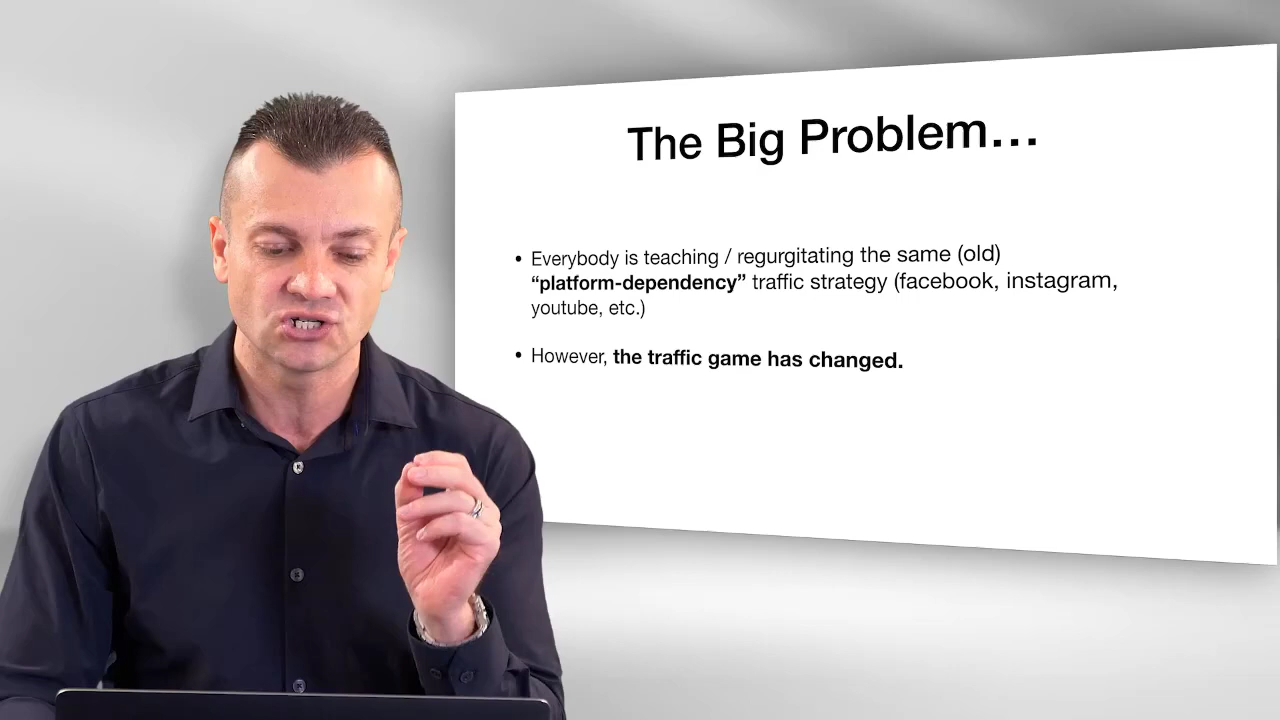 The Big Problem…
• Everybody is teaching / regurgitating the same (old)
“platform-dependency” traffic strategy (facebook, instagram,
youtube, etc.)
• However, the traffic game has changed.